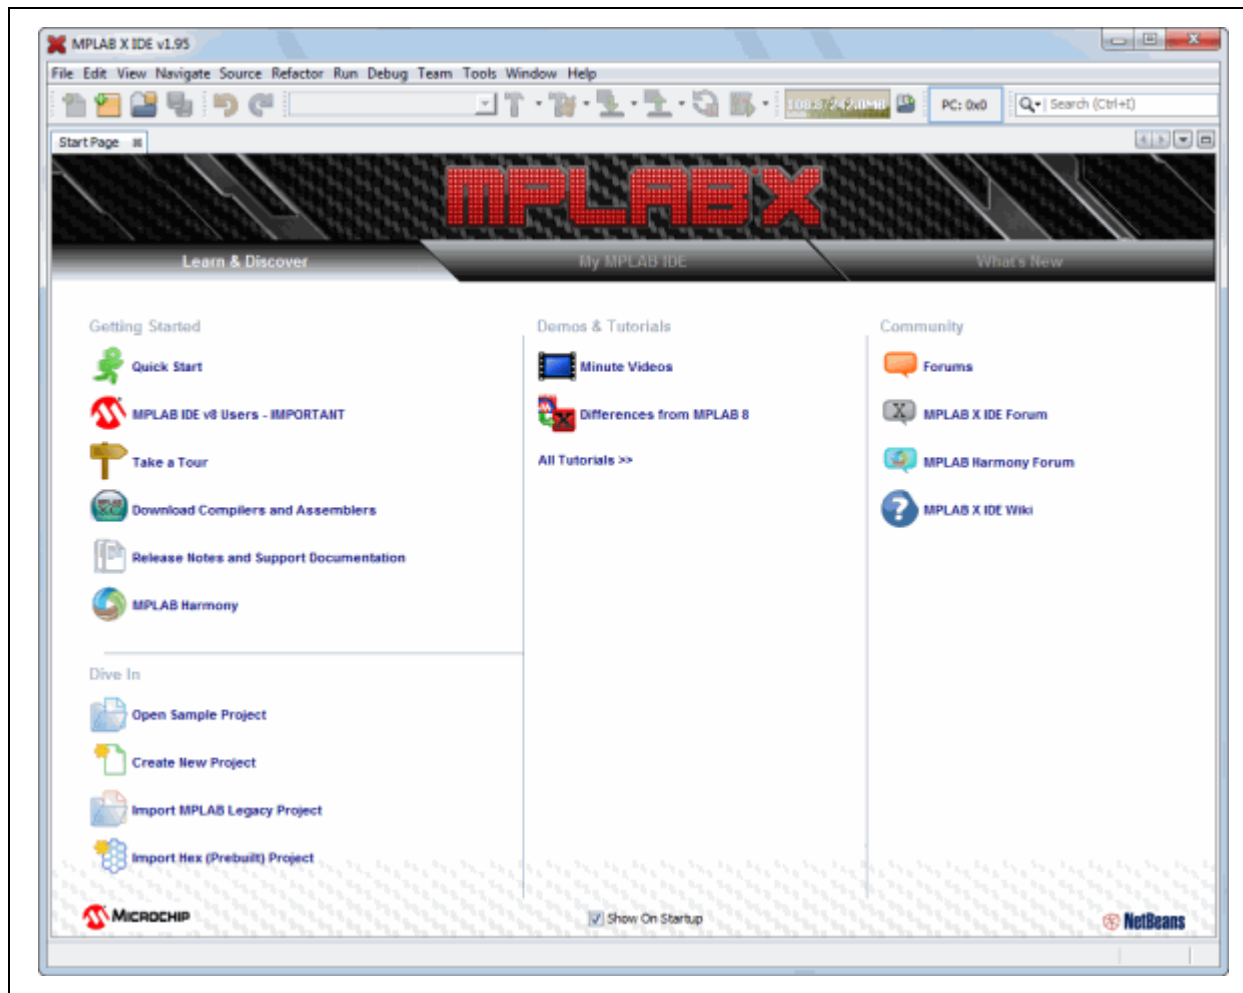 MPLAB X IDE v1.95
File Edit View Navigate Source Refactor Run Debug Team Tools Window Help
PC: 0x0
Search (Ctrl+I)
Start Page
MPLAB X
Learn & Discover
My MPLAB IDE
What's New
Getting Started
Quick Start
MPLAB IDE v8 Users - IMPORTANT
Take a Tour
Download Compilers and Assemblers
Release Notes and Support Documentation
MPLAB Harmony
Dive In
Open Sample Project
Create New Project
Import MPLAB Legacy Project
Import Hex (Prebuilt) Project
Demos & Tutorials
Minute Videos
Differences from MPLAB 8
All Tutorials >>
Community
Forums
MPLAB X IDE Forum
MPLAB Harmony Forum
MPLAB X IDE Wiki
MICROCHIP
Show On Startup
NetBeans